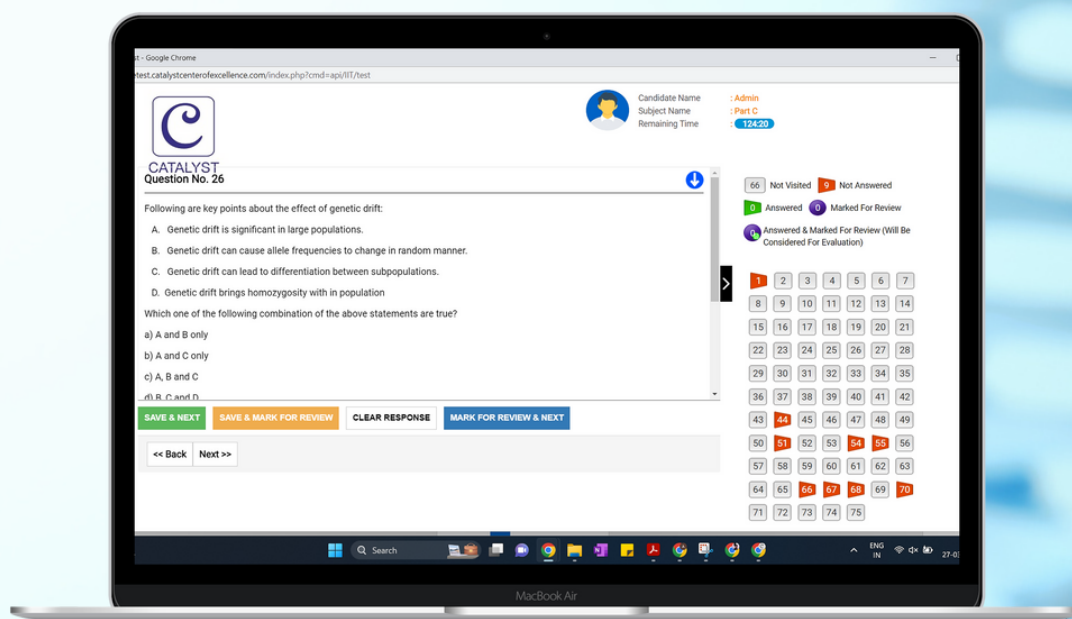 st - Google Chrome
etest.catalystcenterofexcellence.com/index.php?cmd=api/IIT/test
C
CATALYST
Candidate Name : Admin
Subject Name : Part C
Remaining Time : 124:20
Question No. 26
Following are key points about the effect of genetic drift:
A. Genetic drift is significant in large populations.
B. Genetic drift can cause allele frequencies to change in random manner.
C. Genetic drift can lead to differentiation between subpopulations.
D. Genetic drift brings homozygosity with in population
Which one of the following combination of the above statements are true?
a) A and B only
b) A and C only
c) A, B and C
d) B, C and D
SAVE & NEXT SAVE & MARK FOR REVIEW CLEAR RESPONSE MARK FOR REVIEW & NEXT
<< Back Next >>
66 Not Visited 9 Not Answered
0 Answered 0 Marked For Review
0 Answered & Marked For Review (Will Be
Considered For Evaluation)
1 2 3 4 5 6 7
8 9 10 11 12 13 14
15 16 17 18 19 20 21
22 23 24 25 26 27 28
29 30 31 32 33 34 35
36 37 38 39 40 41 42
43 44 45 46 47 48 49
50 51 52 53 54 55 56
57 58 59 60 61 62 63
64 65 66 67 68 69 70
71 72 73 74 75
Search
ENG
IN
27-0
MacBook Air